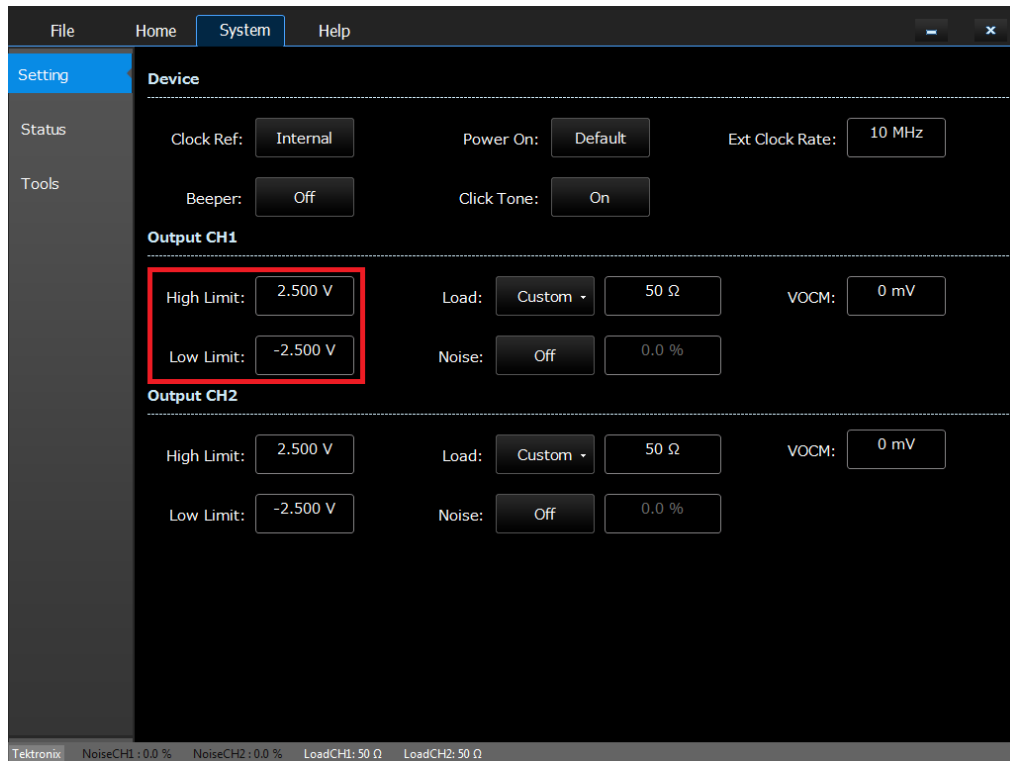 File Home System Help
Setting
Status
Tools
Device
Clock Ref: Internal Power On: Default Ext Clock Rate: 10 MHz
Beeper: Off Click Tone: On
Output CH1
High Limit: 2.500 V Load: Custom 50 Ω VOCM: 0 mV
Low Limit: -2.500 V Noise: Off 0.0 %
Output CH2
High Limit: 2.500 V Load: Custom 50 Ω VOCM: 0 mV
Low Limit: -2.500 V Noise: Off 0.0 %
Tektronix NoiseCH1 : 0.0 % NoiseCH2 : 0.0 % LoadCH1: 50 Ω LoadCH2: 50 Ω